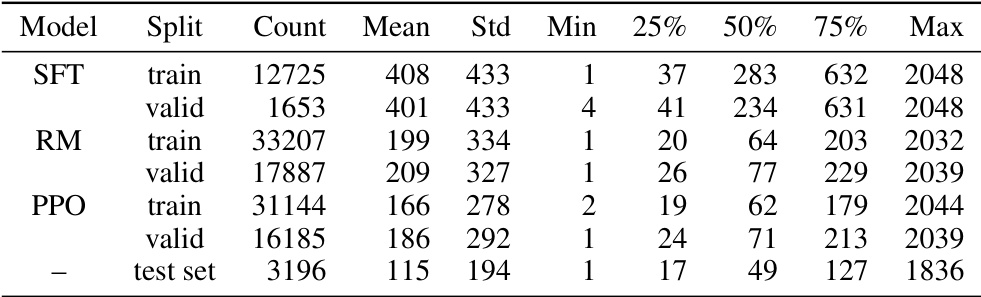 Model Split Count Mean Std Min 25% 50% 75% Max
SFT train 12725 408 433 1 37 283 632 2048
valid 1653 401 433 4 41 234 631 2048
RM train 33207 199 334 1 20 64 203 2032
valid 17887 209 327 1 26 77 229 2039
PPO train 31144 166 278 2 19 62 179 2044
valid 16185 186 292 1 24 71 213 2039
– test set 3196 115 194 1 17 49 127 1836